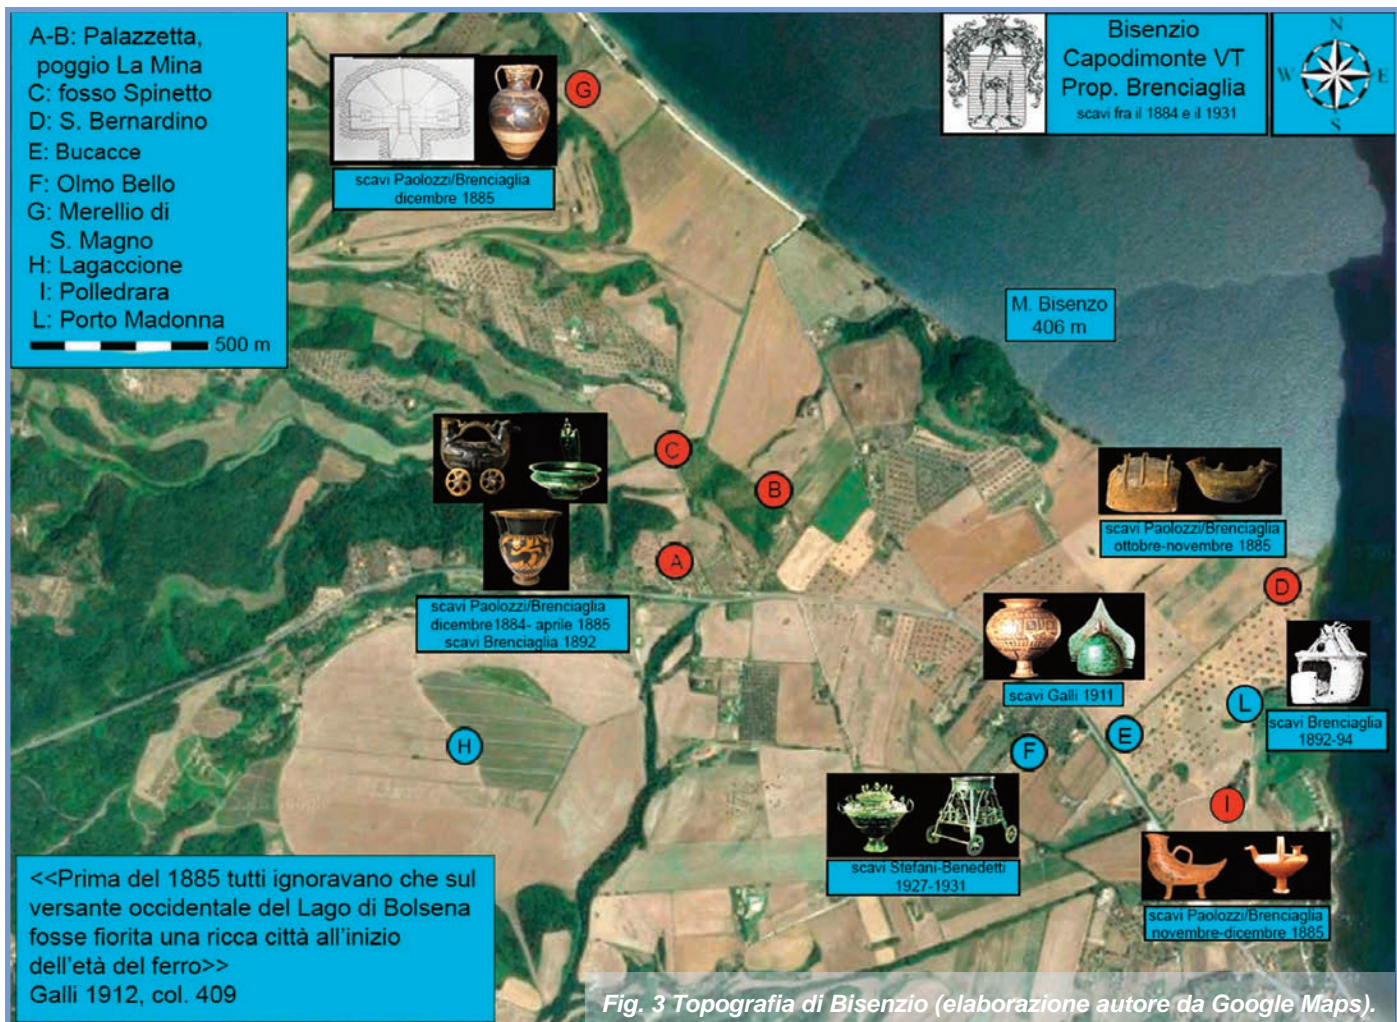 A-B: Palazzetta,
poggio La Mina
C: fosso Spinetto
D: S. Bernardino
E: Bucacce
F: Olmo Bello
G: Merellio di
S. Magno
H: Lagaccione
I: Polledrara
L: Porto Madonna
500 m
scavi Paolozzi/Brenciaglia
dicembre 1885
G
Bisenzio
Capodimonte VT
Prop. Brenciaglia
scavi fra il 1884 e il 1931
N
W
E
S
M. Bisenzo
406 m
C
B
A
scavi Paolozzi/Brenciaglia
dicembre1884- aprile 1885
scavi Brenciaglia 1892
scavi Paolozzi/Brenciaglia
ottobre-novembre 1885
D
scavi Galli 1911
L
scavi Brenciaglia
1892-94
E
F
H
I
scavi Stefani-Benedetti
1927-1931
scavi Paolozzi/Brenciaglia
novembre-dicembre 1885
<<Prima del 1885 tutti ignoravano che sul
versante occidentale del Lago di Bolsena
fosse fiorita una ricca città all'inizio
dell'età del ferro>>
Galli 1912, col. 409
Fig. 3 Topografia di Bisenzio (elaborazione autore da Google Maps).